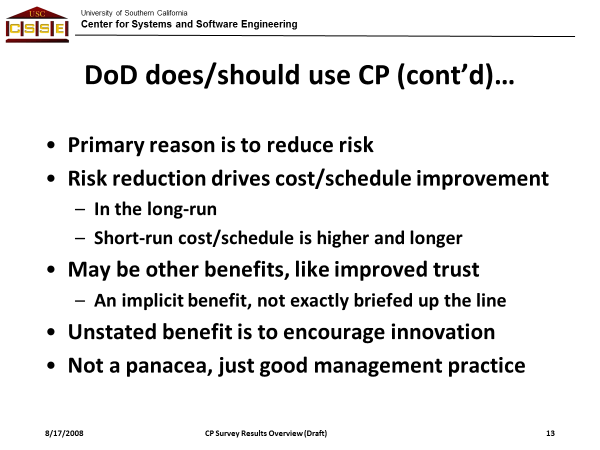 USC
CSSE
University of Southern California
Center for Systems and Software Engineering
DoD does/should use CP (cont’d)…
• Primary reason is to reduce risk
• Risk reduction drives cost/schedule improvement
– In the long-run
– Short-run cost/schedule is higher and longer
• May be other benefits, like improved trust
– An implicit benefit, not exactly briefed up the line
• Unstated benefit is to encourage innovation
• Not a panacea, just good management practice
8/17/2008 CP Survey Results Overview (Draft) 13